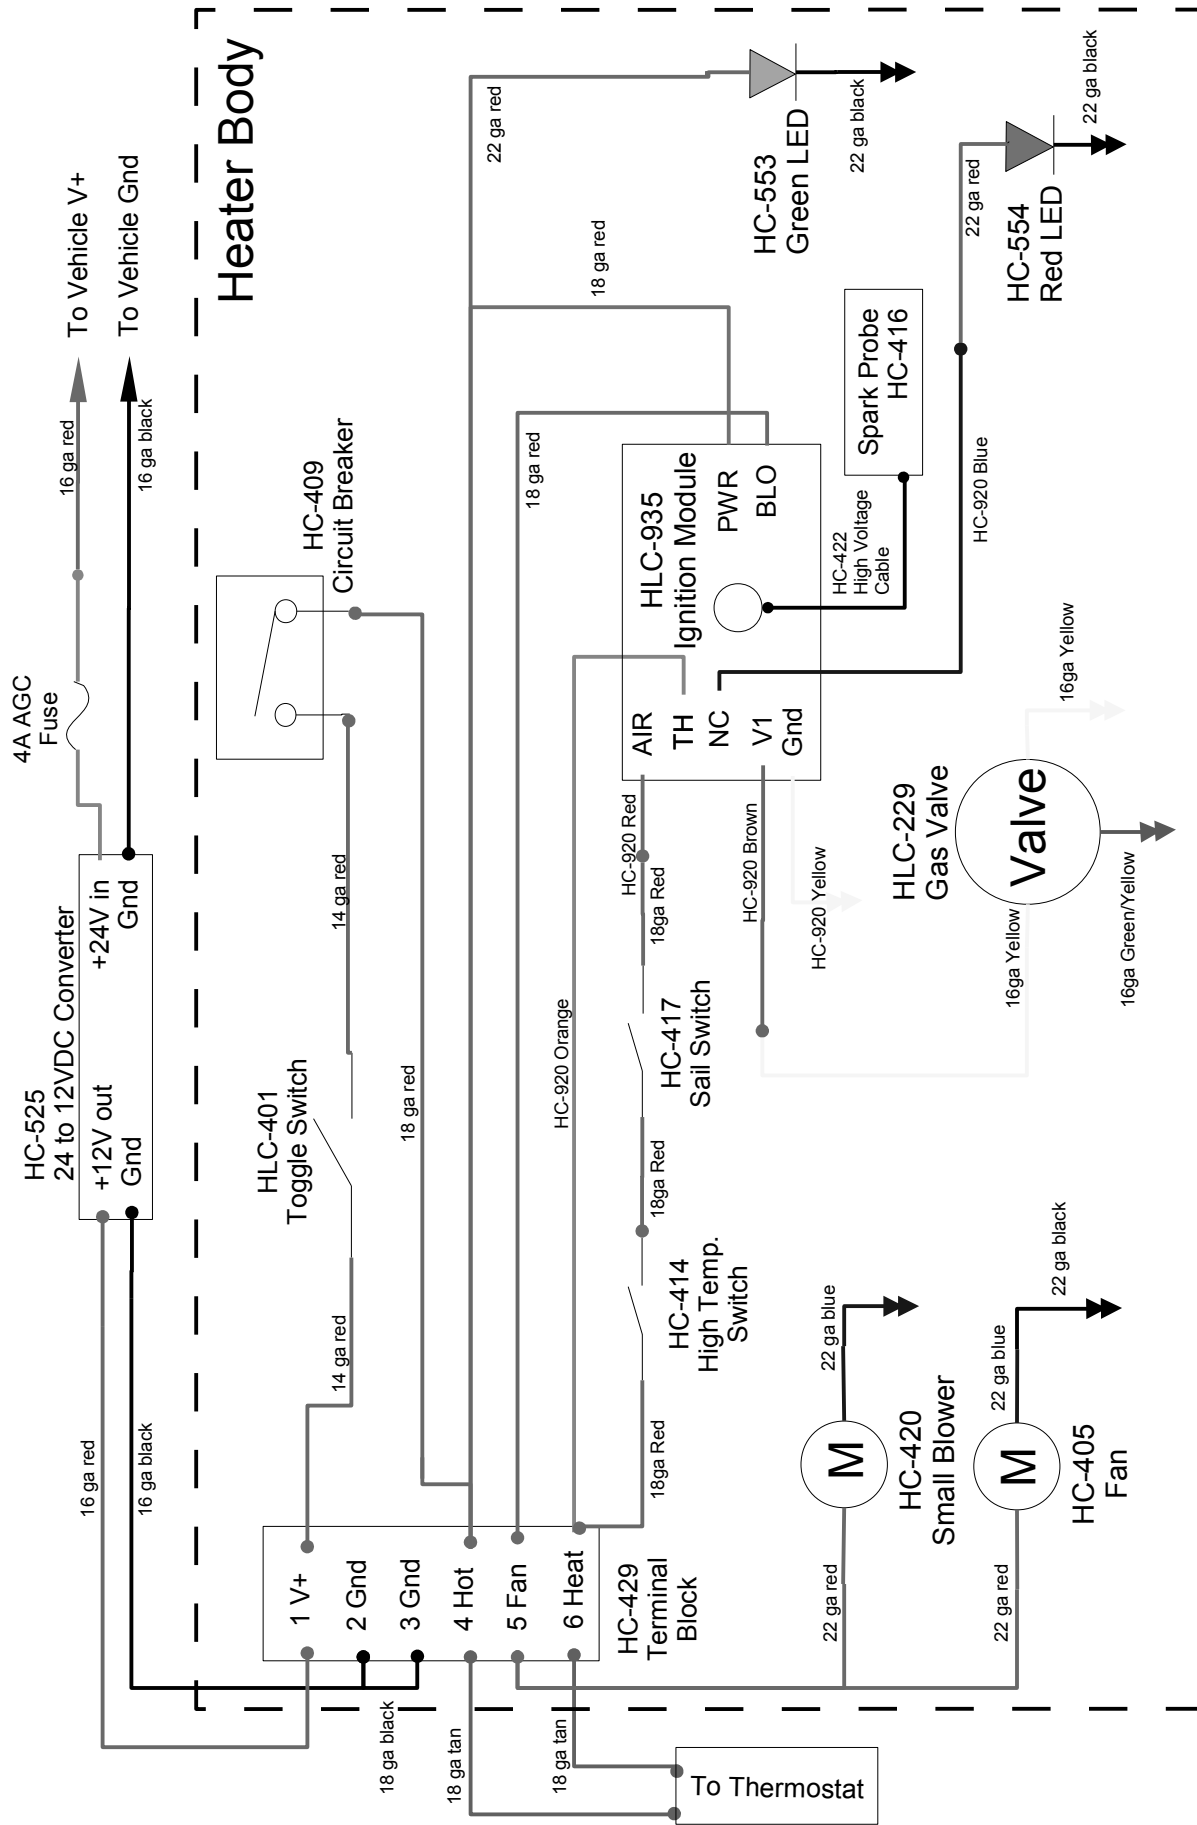 HC-525
24 to 12VDC Converter
+12V out
Gnd
+24V in
Gnd
4A AGC
Fuse
16 ga red
16 ga black
To Vehicle V+
To Vehicle Gnd
16 ga red
16 ga black
Heater Body
HC-409
Circuit Breaker
14 ga red
HLC-401
Toggle Switch
14 ga red
18 ga red
22 ga red
HC-553
Green LED
22 ga black
18 ga red
18 ga red
HC-429
Terminal
Block
1 V+
2 Gnd
3 Gnd
4 Hot
5 Fan
6 Heat
18 ga black
18 ga tan
18 ga tan
To Thermostat
HC-920 Orange
18ga Red
HC-414
High Temp.
Switch
18ga Red
HC-417
Sail Switch
18ga Red
HC-920 Red
HLC-935
Ignition Module
AIR
TH
NC
V1
Gnd
PWR
BLO
HC-422
High Voltage
Cable
Spark Probe
HC-416
HC-920 Brown
HC-920 Yellow
HC-920 Blue
22 ga red
HC-554
Red LED
22 ga black
HLC-229
Gas Valve
Valve
16ga Yellow
16ga Yellow
16ga Green/Yellow
22 ga red
M
HC-420
Small Blower
22 ga blue
22 ga red
M
HC-405
Fan
22 ga blue
22 ga black